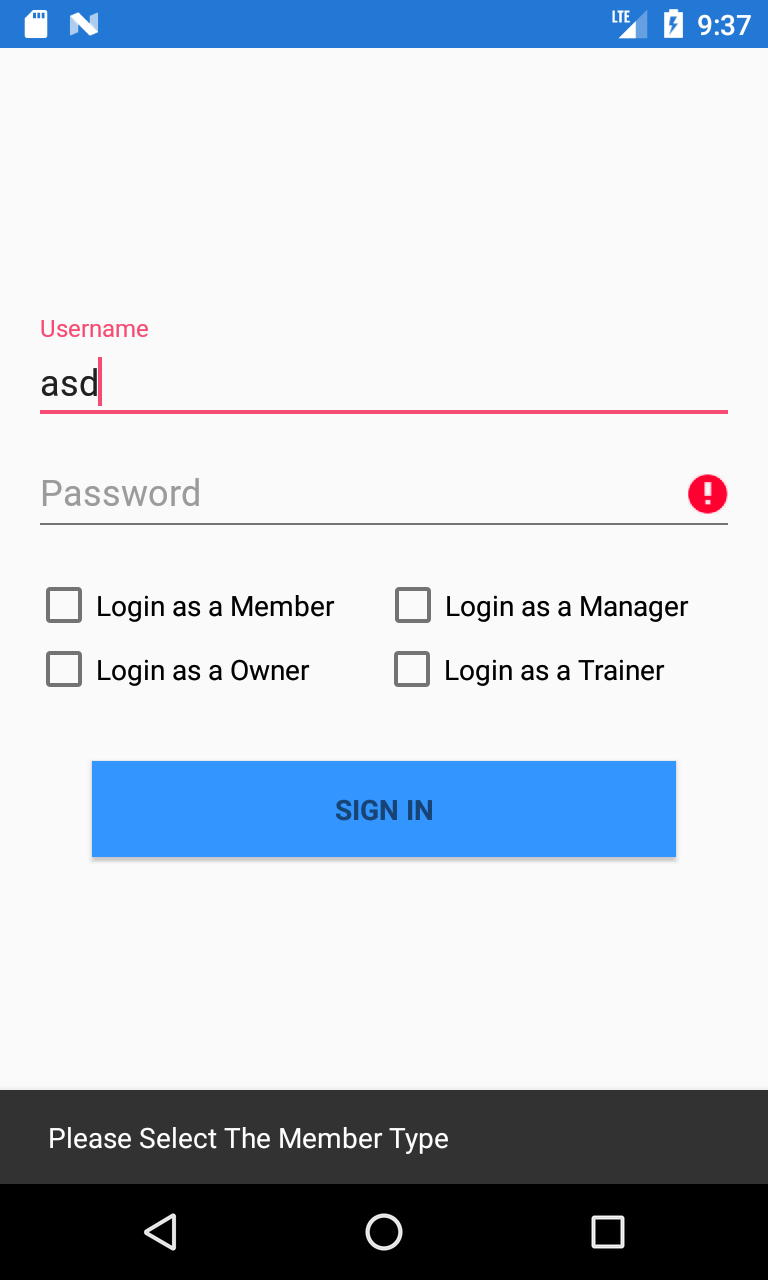 LTE 9:37
Username
asd
Password
Login as a Member Login as a Manager
Login as a Owner Login as a Trainer
SIGN IN
Please Select The Member Type